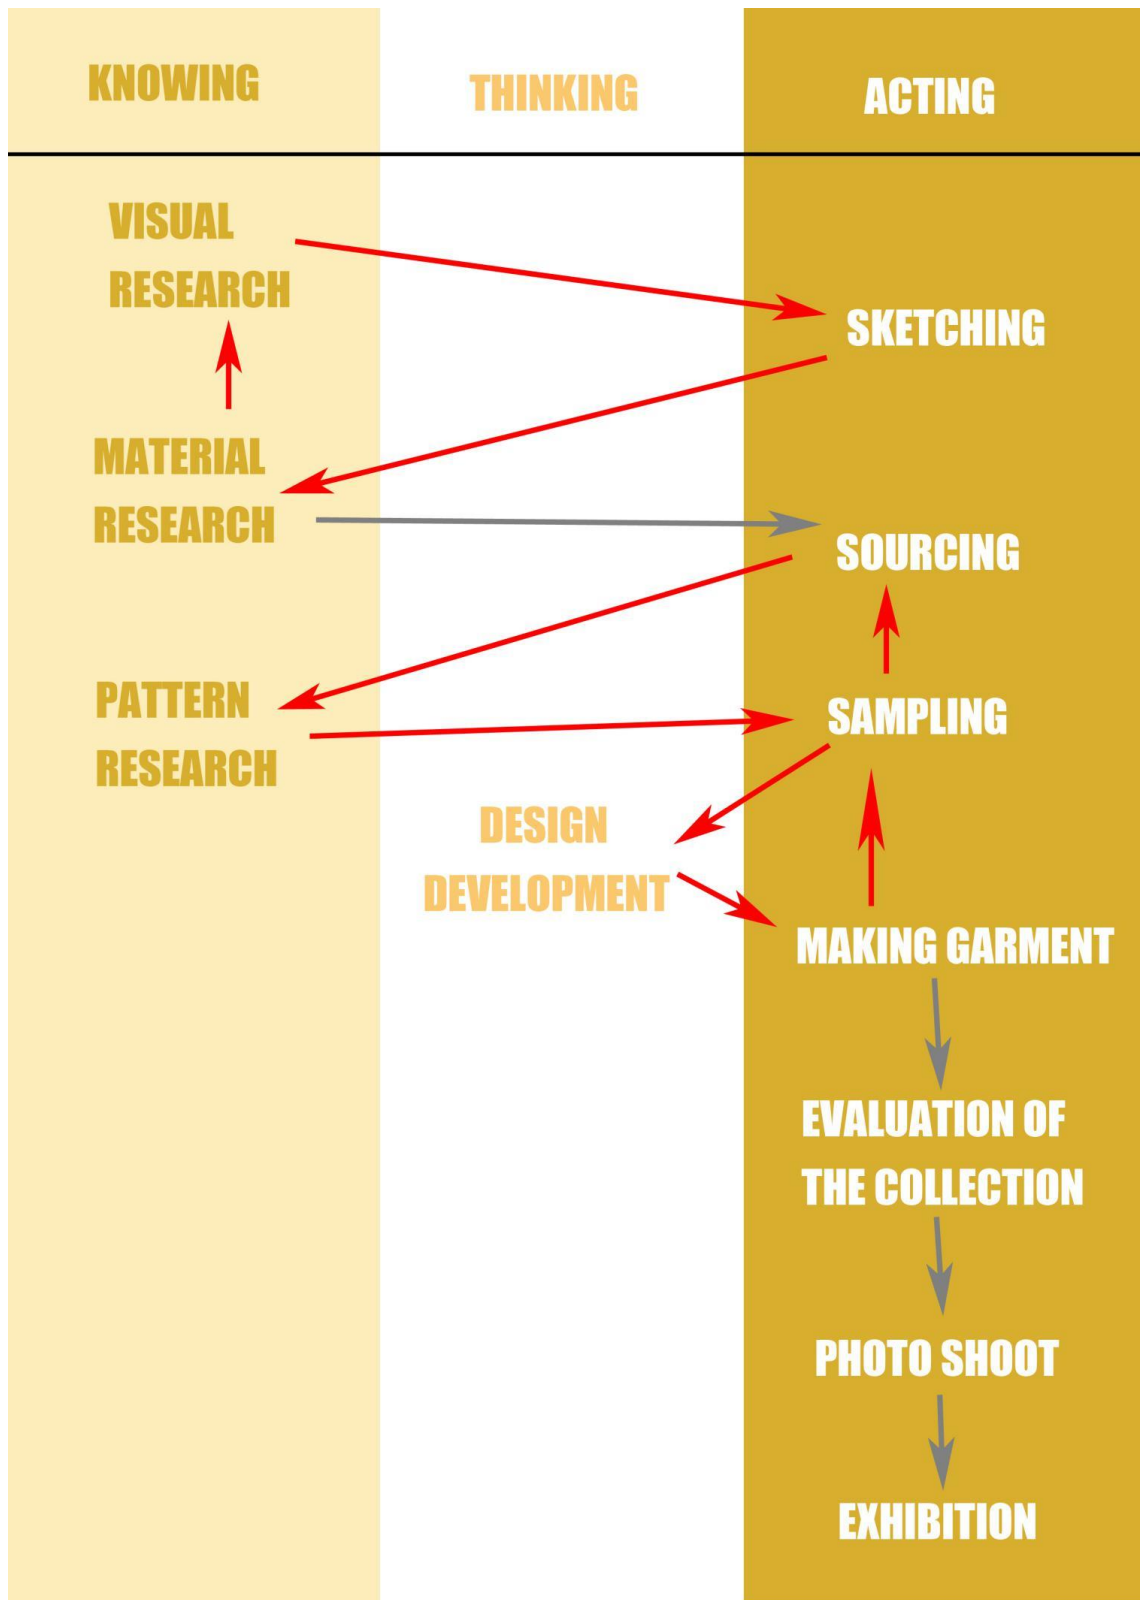 KNOWING
THINKING
ACTING
VISUAL
RESEARCH
SKETCHING
MATERIAL
RESEARCH
SOURCING
PATTERN
RESEARCH
SAMPLING
DESIGN
DEVELOPMENT
MAKING GARMENT
EVALUATION OF
THE COLLECTION
PHOTO SHOOT
EXHIBITION